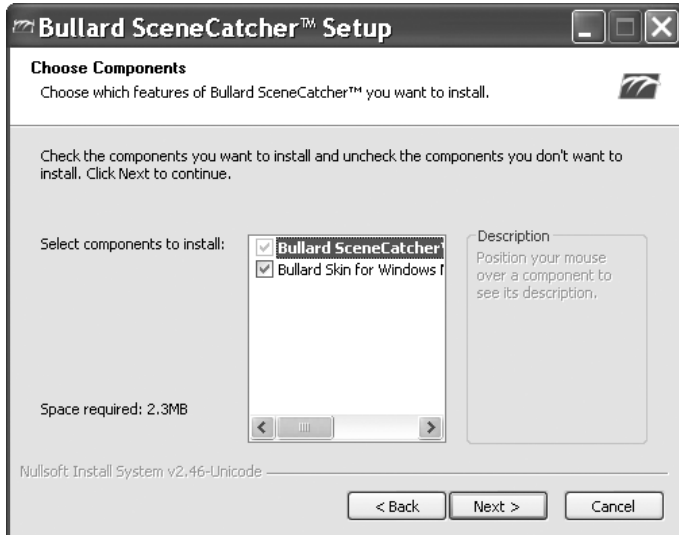 Bullard SceneCatcher™ Setup
Choose Components
Choose which features of Bullard SceneCatcher™ you want to install.
Check the components you want to install and uncheck the components you don't want to
install. Click Next to continue.
Select components to install:
Bullard SceneCatcher
Bullard Skin for Windows
Description
Position your mouse
over a component to
see its description.
Space required: 2.3MB
Nullsoft Install System v2.46-Unicode
< Back
Next >
Cancel